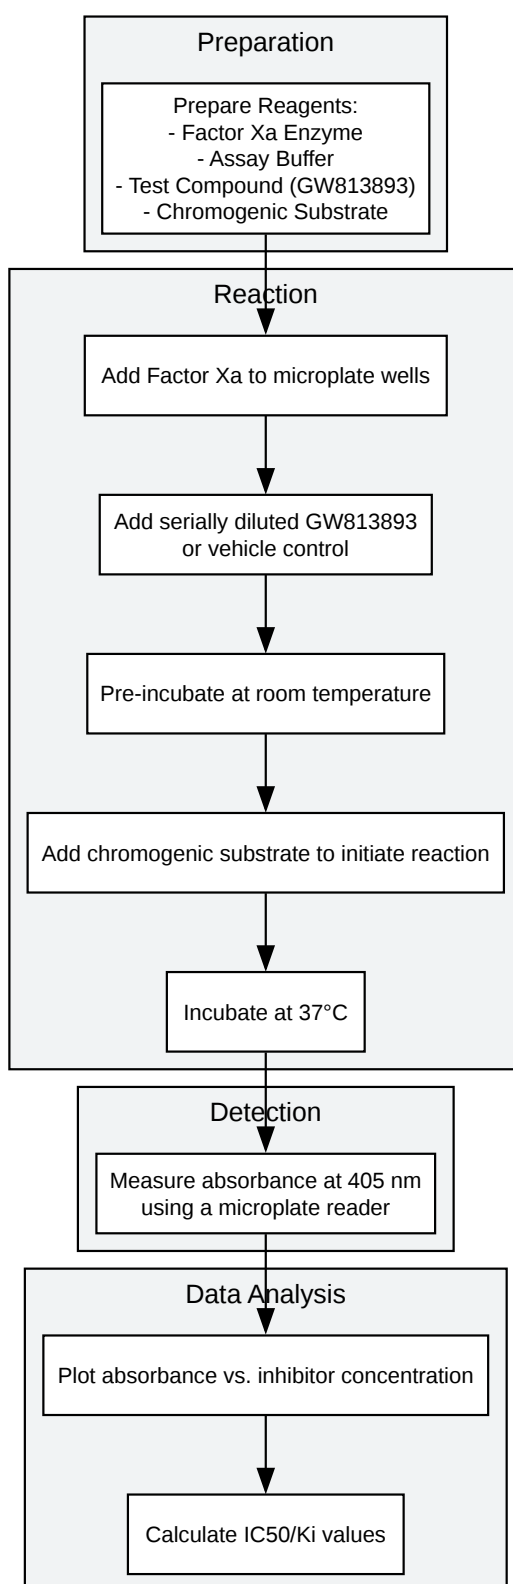 Preparation
Prepare Reagents:
- Factor Xa Enzyme
- Assay Buffer
- Test Compound (GW813893)
- Chromogenic Substrate
Reaction
Add Factor Xa to microplate wells
Add serially diluted GW813893
or vehicle control
Pre-incubate at room temperature
Add chromogenic substrate to initiate reaction
Incubate at 37°C
Detection
Measure absorbance at 405 nm
using a microplate reader
Data Analysis
Plot absorbance vs. inhibitor concentration
Calculate IC50/Ki values